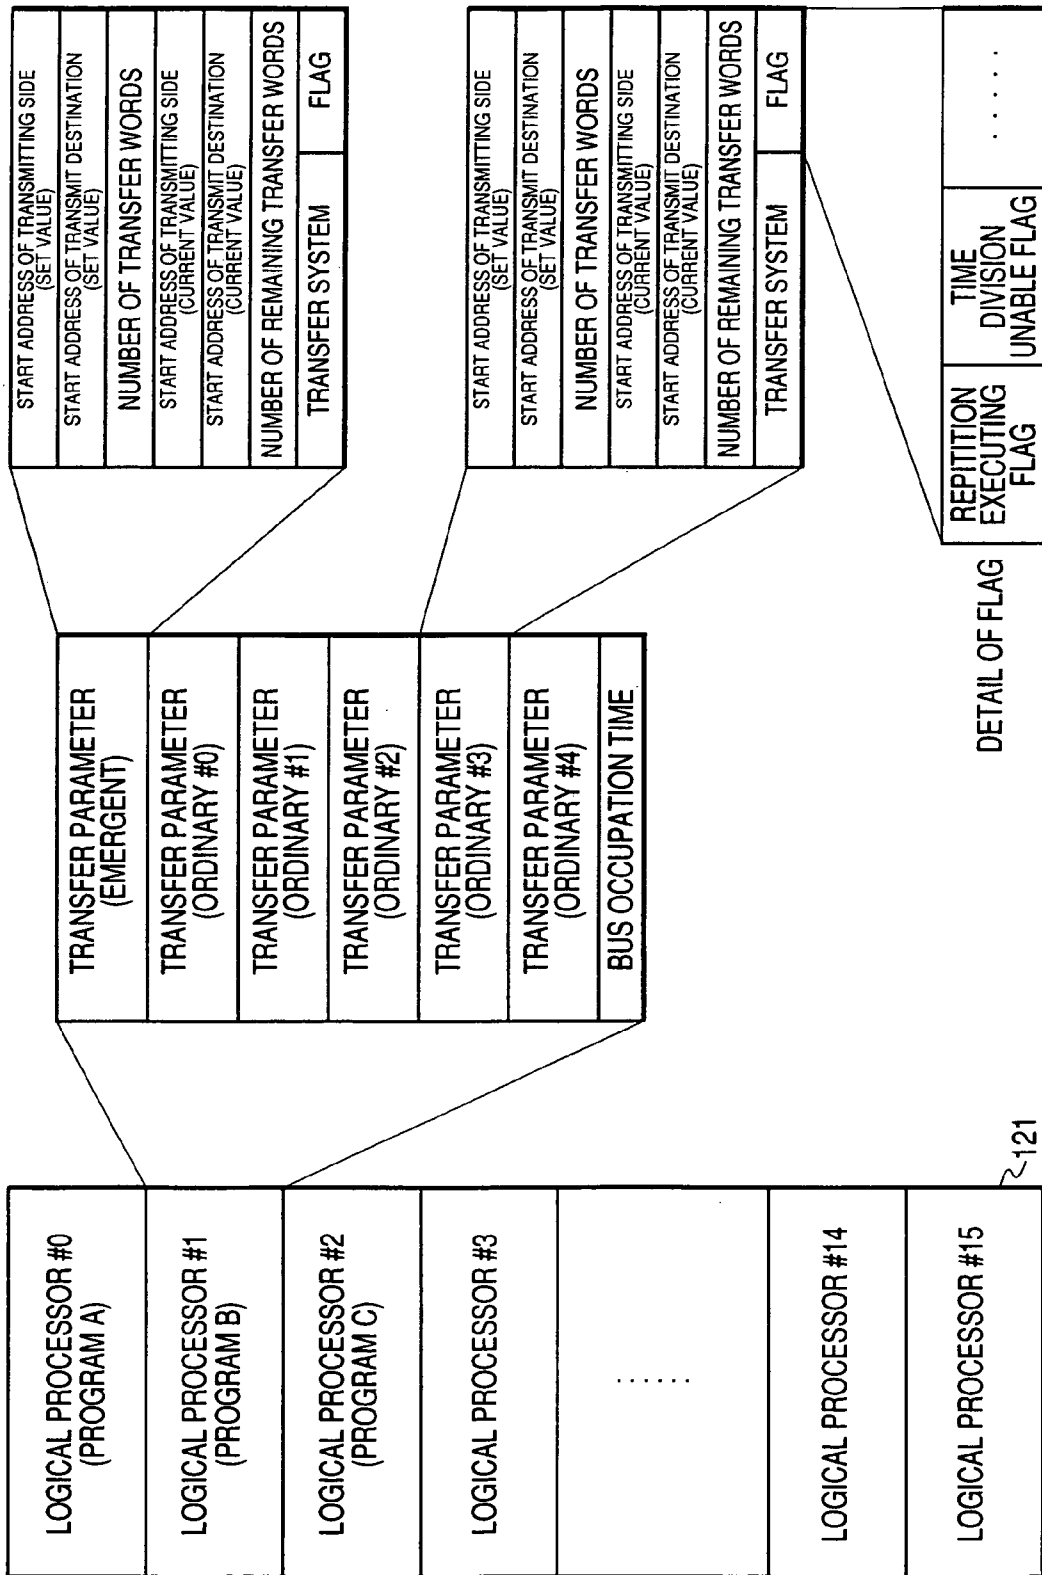 LOGICAL PROCESSOR #0
(PROGRAM A)
LOGICAL PROCESSOR #1
(PROGRAM B)
LOGICAL PROCESSOR #2
(PROGRAM C)
LOGICAL PROCESSOR #3
. . . . . .
LOGICAL PROCESSOR #14
LOGICAL PROCESSOR #15
121
TRANSFER PARAMETER
(EMERGENT)
TRANSFER PARAMETER
(ORDINARY #0)
TRANSFER PARAMETER
(ORDINARY #1)
TRANSFER PARAMETER
(ORDINARY #2)
TRANSFER PARAMETER
(ORDINARY #3)
TRANSFER PARAMETER
(ORDINARY #4)
BUS OCCUPATION TIME
START ADDRESS OF TRANSMITTING SIDE
(SET VALUE)
START ADDRESS OF TRANSMIT DESTINATION
(SET VALUE)
NUMBER OF TRANSFER WORDS
START ADDRESS OF TRANSMITTING SIDE
(CURRENT VALUE)
START ADDRESS OF TRANSMIT DESTINATION
(CURRENT VALUE)
NUMBER OF REMAINING TRANSFER WORDS
TRANSFER SYSTEM
FLAG
START ADDRESS OF TRANSMITTING SIDE
(SET VALUE)
START ADDRESS OF TRANSMIT DESTINATION
(SET VALUE)
NUMBER OF TRANSFER WORDS
START ADDRESS OF TRANSMITTING SIDE
(CURRENT VALUE)
START ADDRESS OF TRANSMIT DESTINATION
(CURRENT VALUE)
NUMBER OF REMAINING TRANSFER WORDS
TRANSFER SYSTEM
FLAG
DETAIL OF FLAG
REPITITION
EXECUTING
FLAG
TIME
DIVISION
UNABLE FLAG
. . . . .